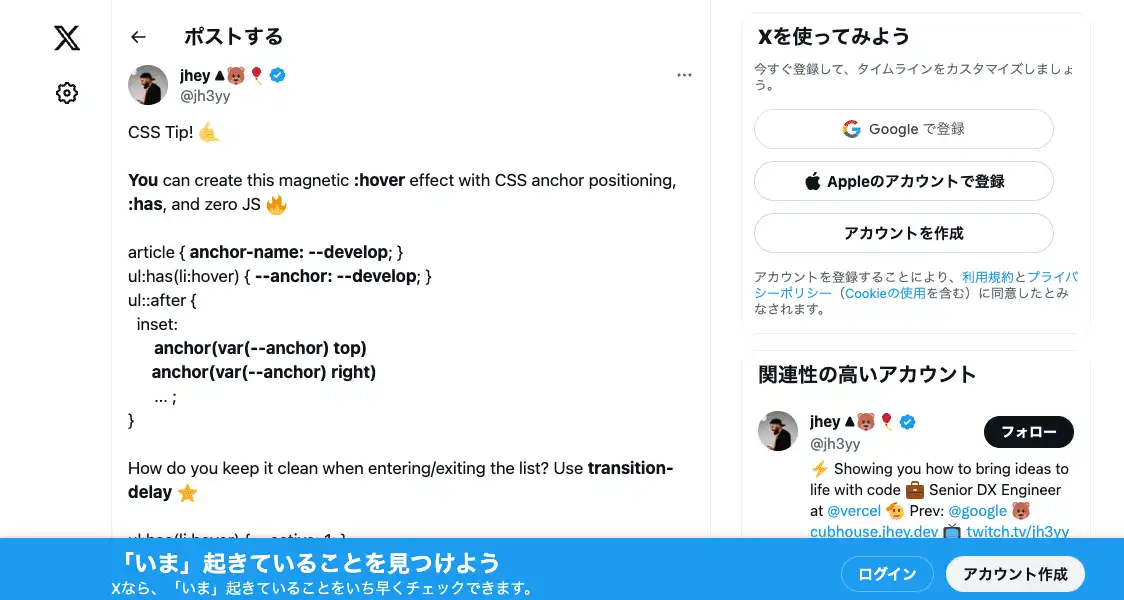 ポストする
jhey
@jh3yy
CSS Tip!
You can create this magnetic :hover effect with CSS anchor positioning,
:has, and zero JS
article { anchor-name: --develop; }
ul:has(li:hover) { --anchor: --develop; }
ul::after {
inset:
anchor(var(--anchor) top)
anchor(var(--anchor) right)
... ;
}
How do you keep it clean when entering/exiting the list? Use transition-
delay
ul:has(li:hover) { --active: 1; }
Xを使ってみよう
今すぐ登録して、タイムラインをカスタマイズしましょ
う。
Google で登録
Appleのアカウントで登録
アカウントを作成
アカウントを登録することにより、利用規約とプライバ
シーポリシー（Cookieの使用を含む）に同意したとみ
なされます。
関連性の高いアカウント
jhey
@jh3yy
フォロー
Showing you how to bring ideas to
life with code Senior DX Engineer
at @vercel Prev: @google
cubhouse.jhey.dev twitch.tv/jh3yy
「いま」起きていることを見つけよう
Xなら、「いま」起きていることをいち早くチェックできます。
ログイン
アカウント作成